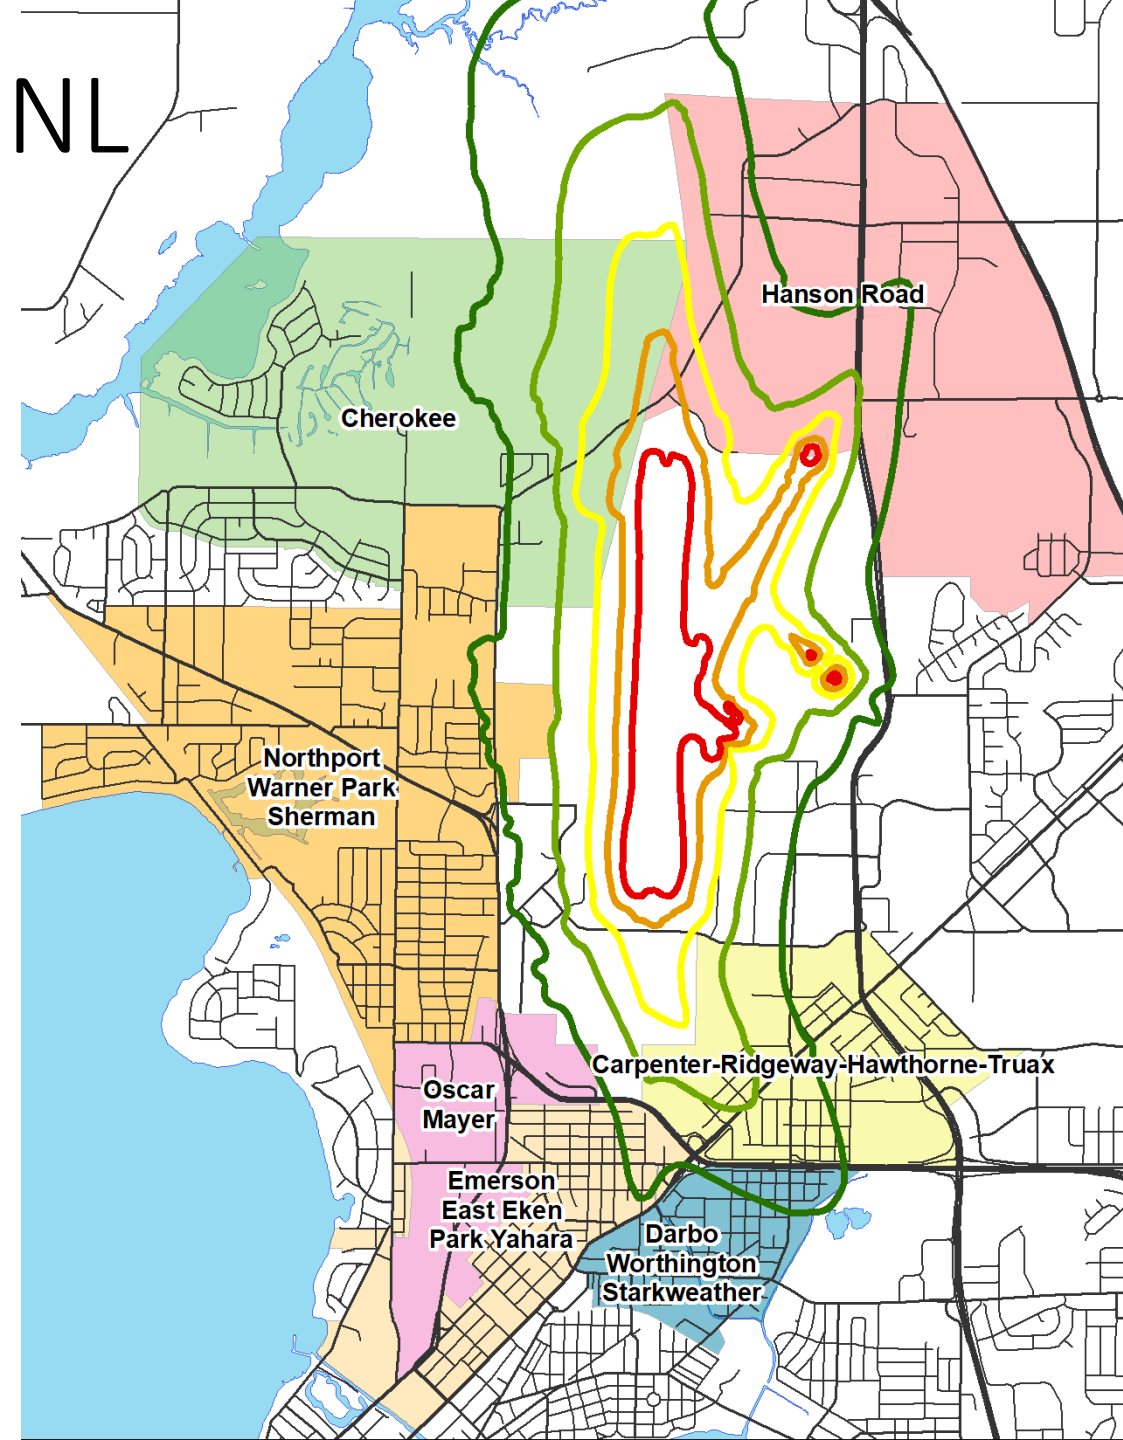 NL
Hanson Road
Cherokee
Northport
Warner Park
Sherman
Carpenter-Ridgeway-Hawthorne-Truax
Oscar
Mayer
Emerson
East Eken
Park Yahara
Darbo
Worthington
Starkweather